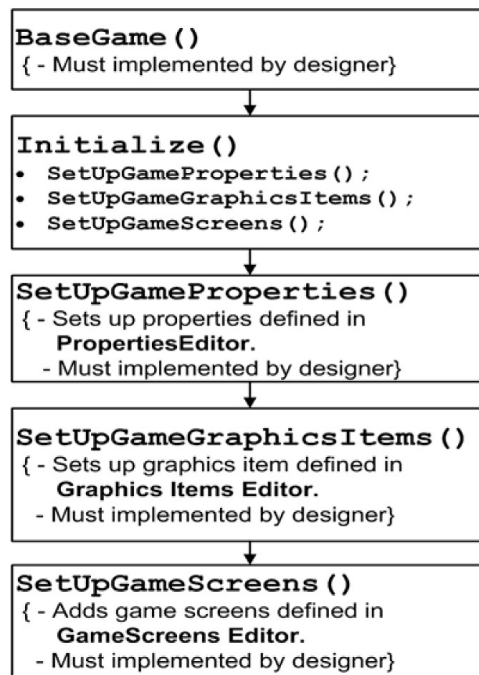 BaseGame()
{ - Must implemented by designer}
Initialize()
• SetUpGameProperties();
• SetUpGameGraphicsItems();
• SetUpGameScreens();
SetUpGameProperties()
{ - Sets up properties defined in
PropertiesEditor.
- Must implemented by designer}
SetUpGameGraphicsItems()
{ - Sets up graphics item defined in
Graphics Items Editor.
- Must implemented by designer}
SetUpGameScreens()
{ - Adds game screens defined in
GameScreens Editor.
- Must implemented by designer}